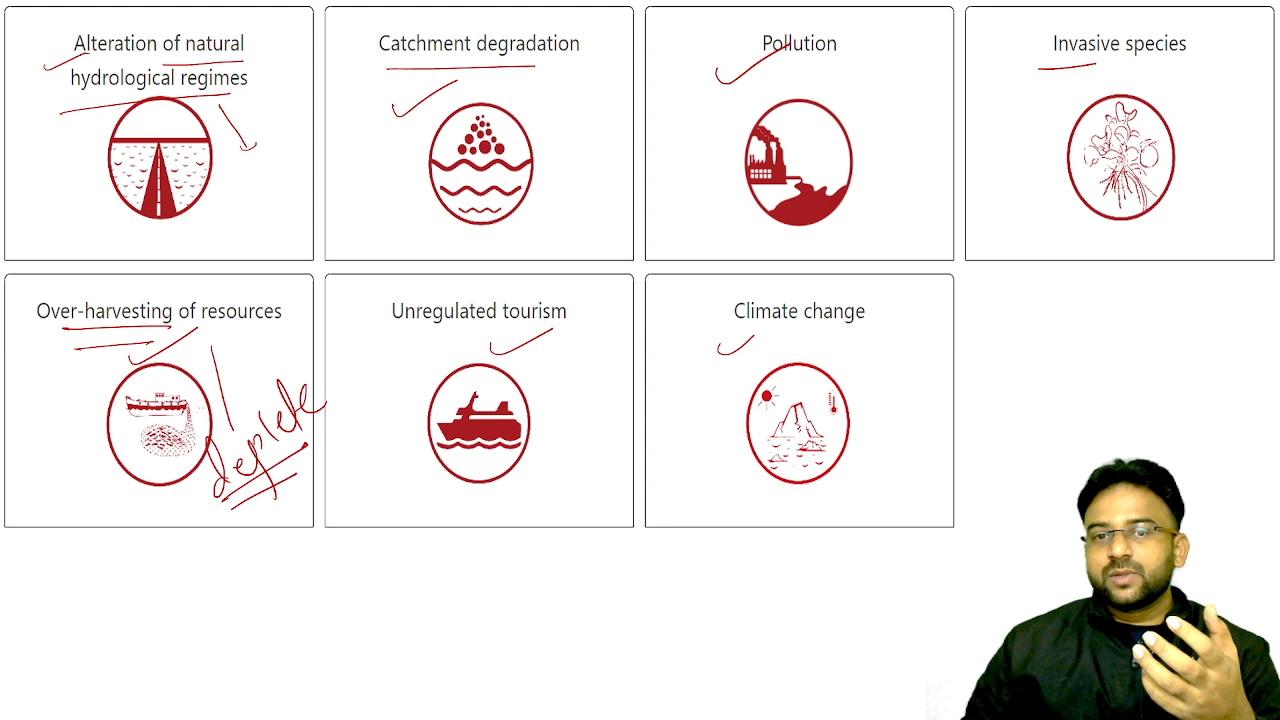 Alteration of natural
hydrological regimes
Catchment degradation
Pollution
Invasive species
Over-harvesting of resources
Unregulated tourism
Climate change
deplete